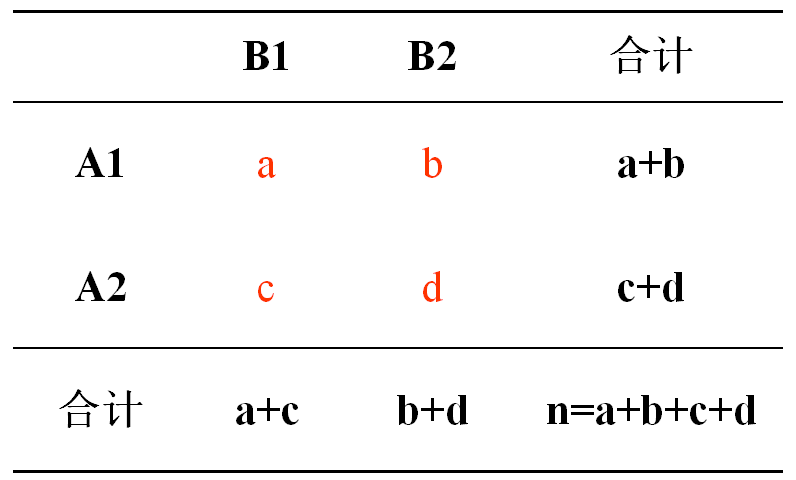 B1 B2 合计
A1 a b a+b
A2 c d c+d
合计 a+c b+d n=a+b+c+d